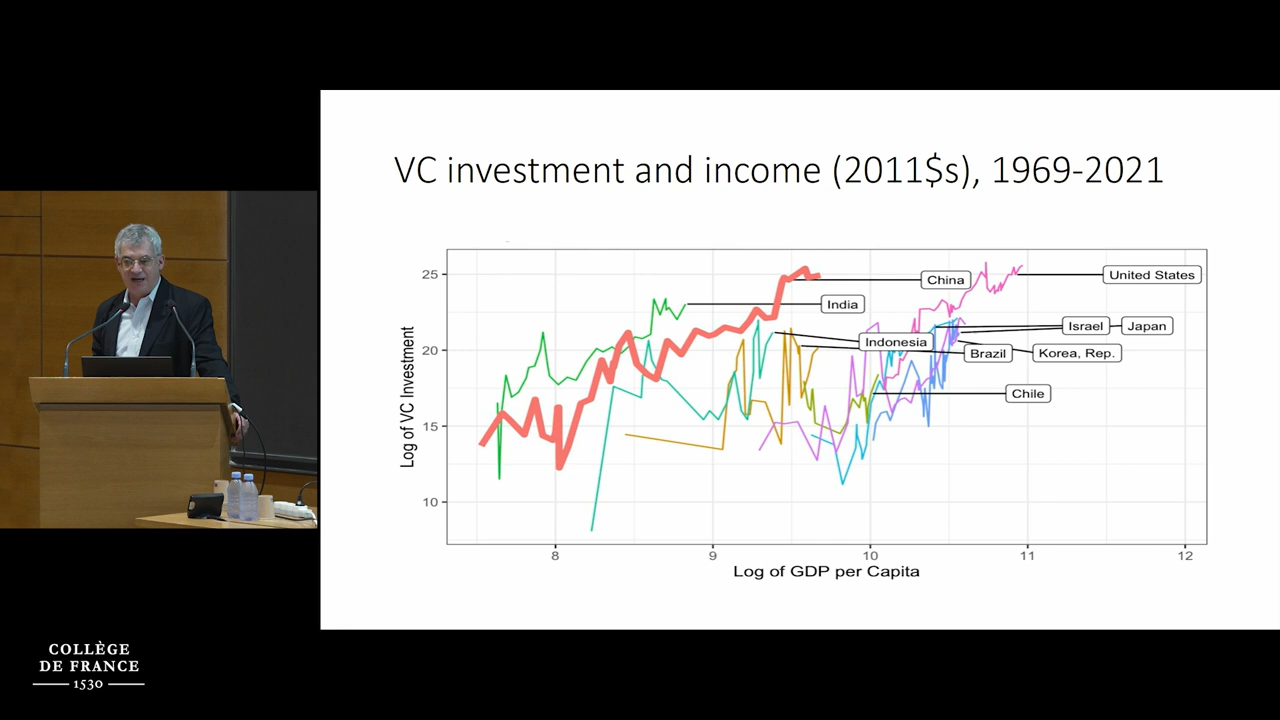 VC investment and income (2011$s), 1969-2021
25
20
15
10
Log of VC Investment
China
United States
India
Israel
Japan
Indonesia
Brazil
Korea, Rep.
Chile
8
9
10
11
12
Log of GDP per Capita
COLLÈGE
DE FRANCE
1530